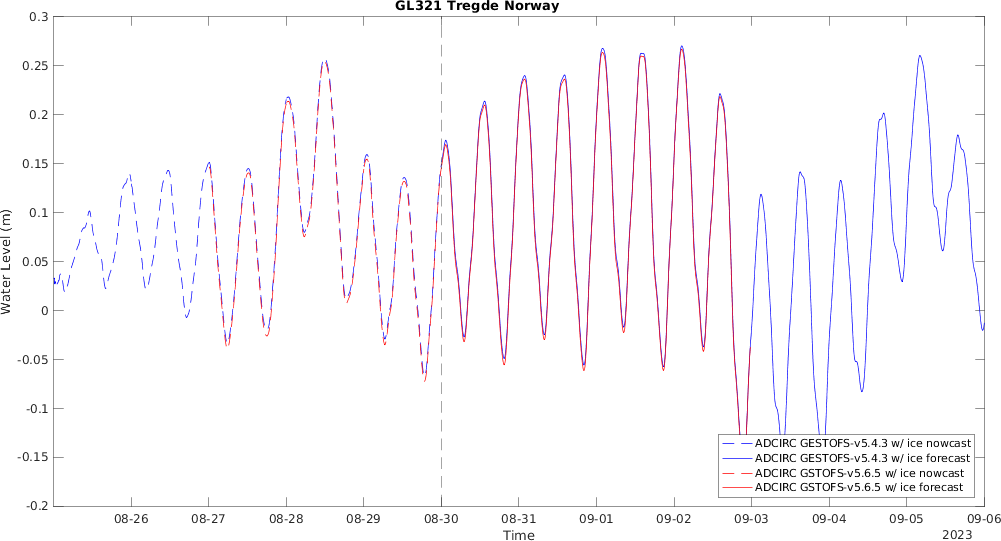 GL321 Tregde Norway
0.3
0.25
0.2
0.15
0.1
0.05
0
-0.05
-0.1
-0.15
-0.2
Water Level (m)
ADCIRC GESTOFS-v5.4.3 w/ ice nowcast
ADCIRC GESTOFS-v5.4.3 w/ ice forecast
ADCIRC GSTOFS-v5.6.5 w/ ice nowcast
ADCIRC GSTOFS-v5.6.5 w/ ice forecast
08-26 08-27 08-28 08-29 08-30 08-31 09-01 09-02 09-03 09-04 09-05 09-06
Time
2023